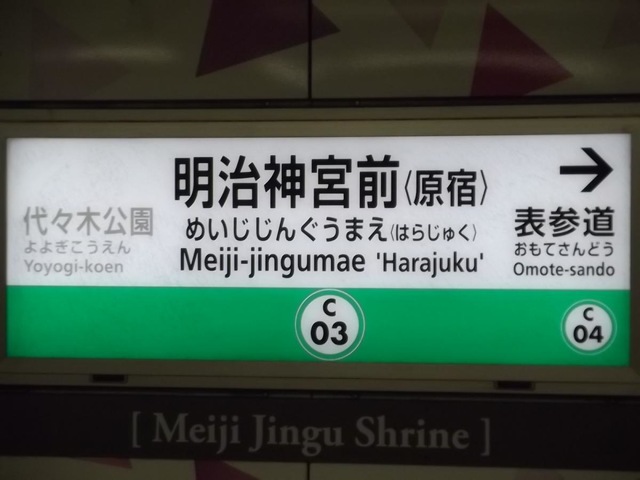 明治神宮前〈原宿〉
めいじじんぐうまえ〈はらじゅく〉
Meiji-jingumae 'Harajuku'
代々木公園
よよぎこうえん
Yoyogi-koen
→
表参道
おもてさんどう
Omote-sando
C
03
C
04
[ Meiji Jingu Shrine ]